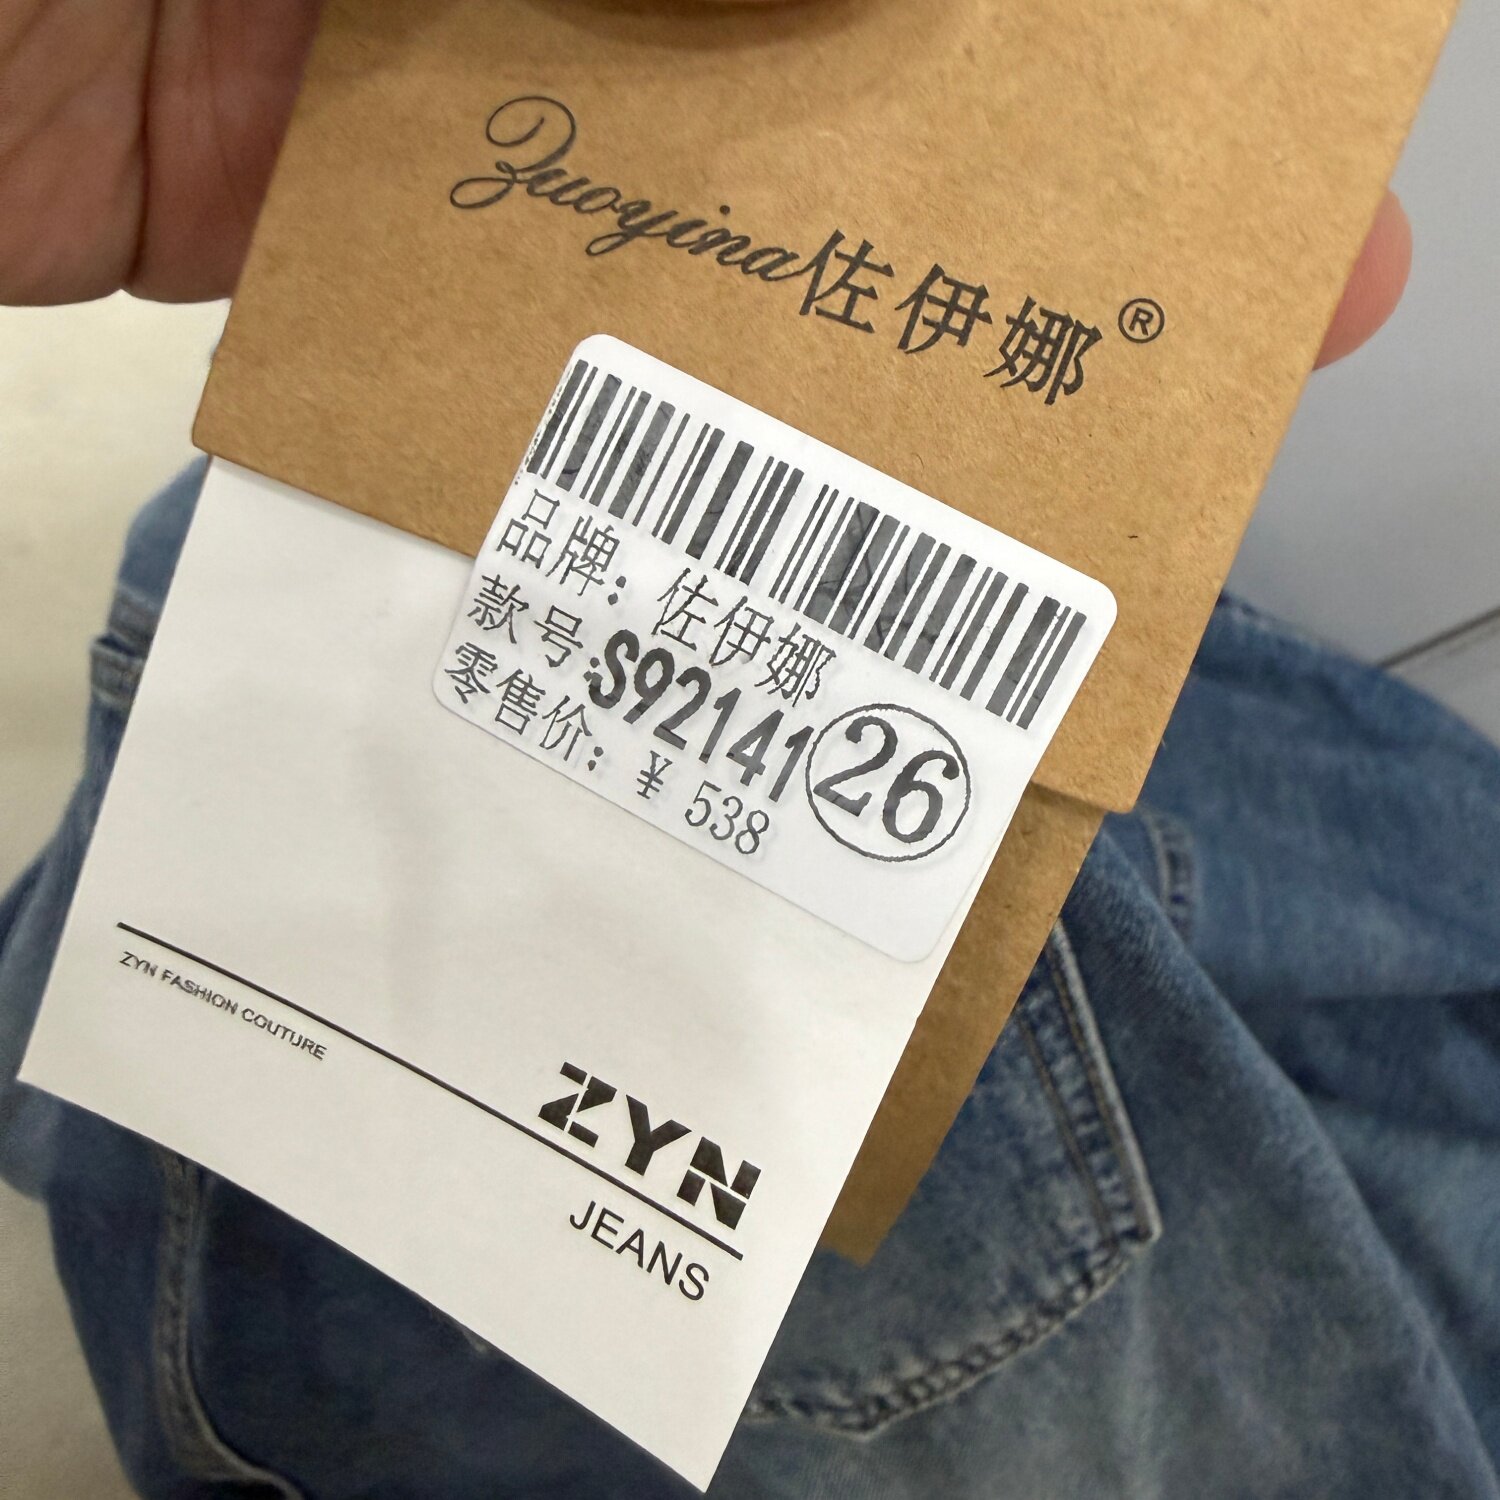 Zuoyina佐伊娜®
品牌：佐伊娜
款号:S92141 26
零售价：¥ 538
ZYN FASHION COUTURE
ZYN
JEANS